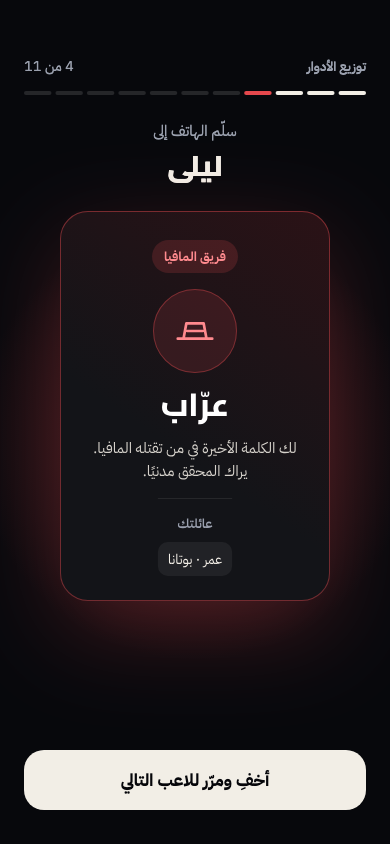 توزيع الأدوار
4 من 11
سلّم الهاتف إلى
ليلى
فريق المافيا
عرّاب
لك الكلمة الأخيرة في من تقتله المافيا.
يراك المحقق مدنيًا.
عائلتك
عمر · بوتانا
أخفِ ومرّر للاعب التالي